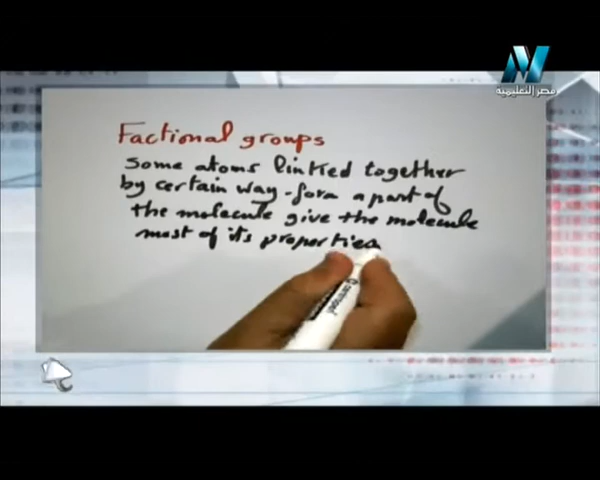 مصر التعليمية
Factional groups
some atoms linked together
by certain way - form a part of
the molecule give the molecule
most of its properties